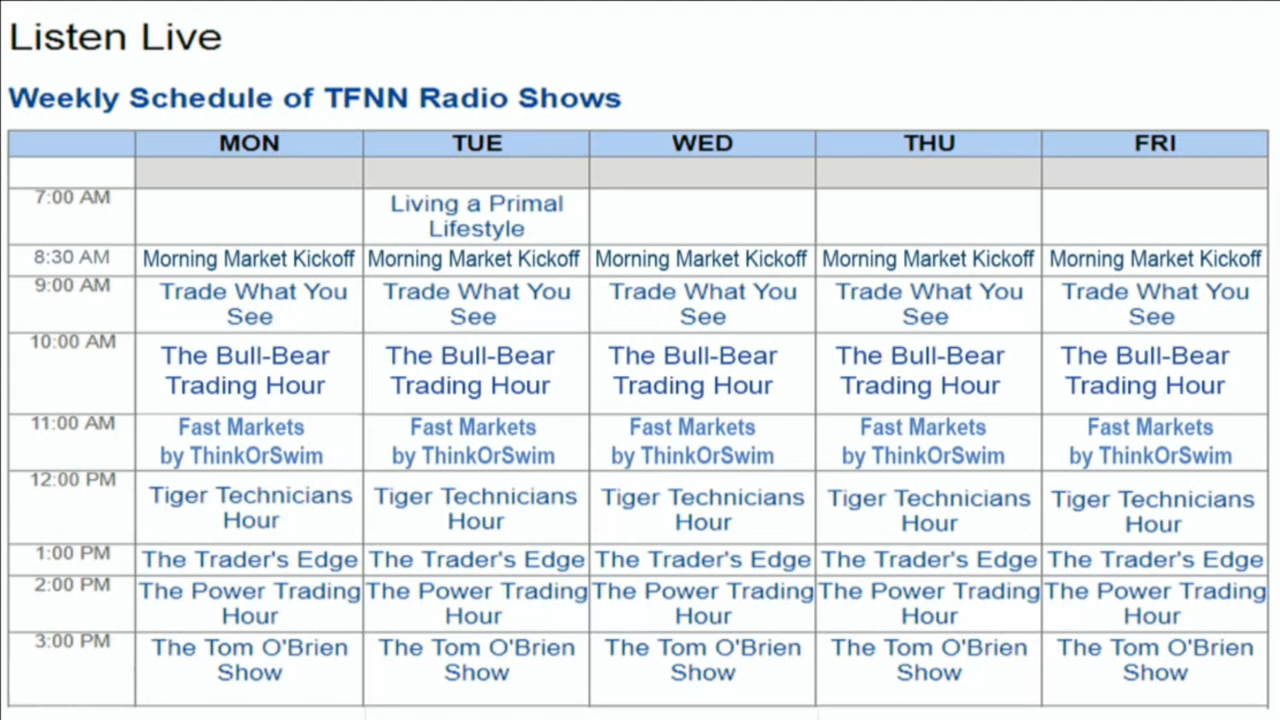 Listen Live
Weekly Schedule of TFNN Radio Shows
MON TUE WED THU FRI
7:00 AM Living a Primal
Lifestyle
8:30 AM Morning Market Kickoff Morning Market Kickoff Morning Market Kickoff Morning Market Kickoff Morning Market Kickoff
9:00 AM Trade What You Trade What You Trade What You Trade What You Trade What You
See See See See See
10:00 AM The Bull-Bear The Bull-Bear The Bull-Bear The Bull-Bear The Bull-Bear
Trading Hour Trading Hour Trading Hour Trading Hour Trading Hour
11:00 AM Fast Markets Fast Markets Fast Markets Fast Markets Fast Markets
by ThinkOrSwim by ThinkOrSwim by ThinkOrSwim by ThinkOrSwim by ThinkOrSwim
12:00 PM Tiger Technicians Tiger Technicians Tiger Technicians Tiger Technicians Tiger Technicians
Hour Hour Hour Hour Hour
1:00 PM The Trader's Edge The Trader's Edge The Trader's Edge The Trader's Edge The Trader's Edge
2:00 PM The Power Trading The Power Trading The Power Trading The Power Trading The Power Trading
Hour Hour Hour Hour Hour
3:00 PM The Tom O'Brien The Tom O'Brien The Tom O'Brien The Tom O'Brien The Tom O'Brien
Show Show Show Show Show